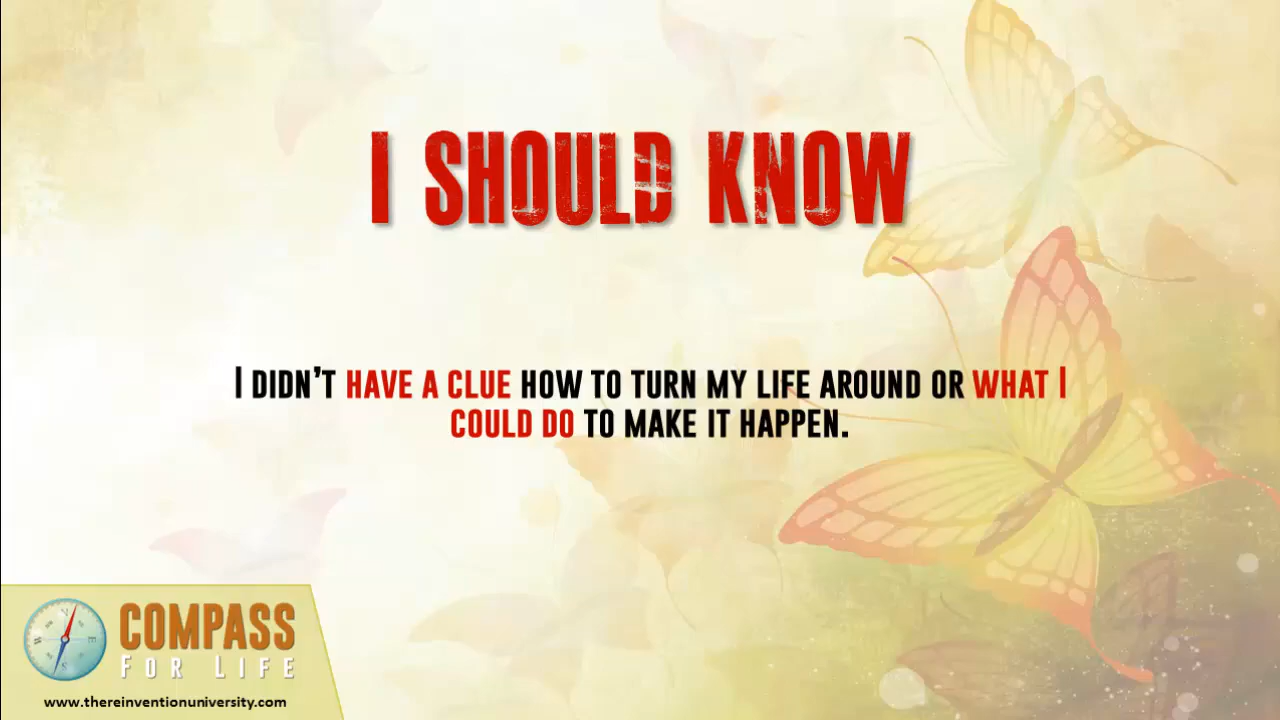 I SHOULD KNOW
I DIDN'T HAVE A CLUE HOW TO TURN MY LIFE AROUND OR WHAT I
COULD DO TO MAKE IT HAPPEN.
COMPASS
FOR LIFE
www.thereinventionuniversity.com